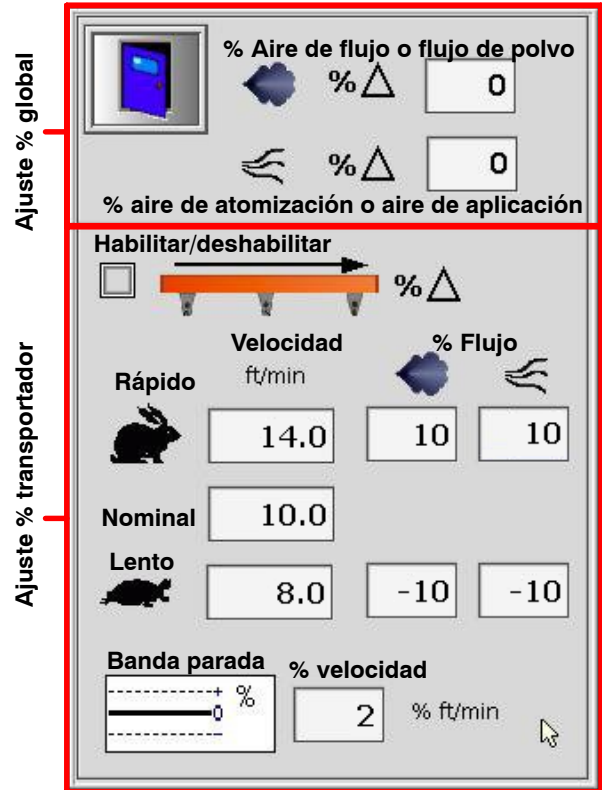 Ajuste % global
% Aire de flujo o flujo de polvo
%△ 0
%△ 0
% aire de atomización o aire de aplicación
Ajuste % transportador
Habilitar/deshabilitar
%△
Velocidad % Flujo
ft/min
Rápido
14.0 10 10
Nominal 10.0
Lento
8.0 -10 -10
Banda parada % velocidad
+ %
0
-
2 % ft/min